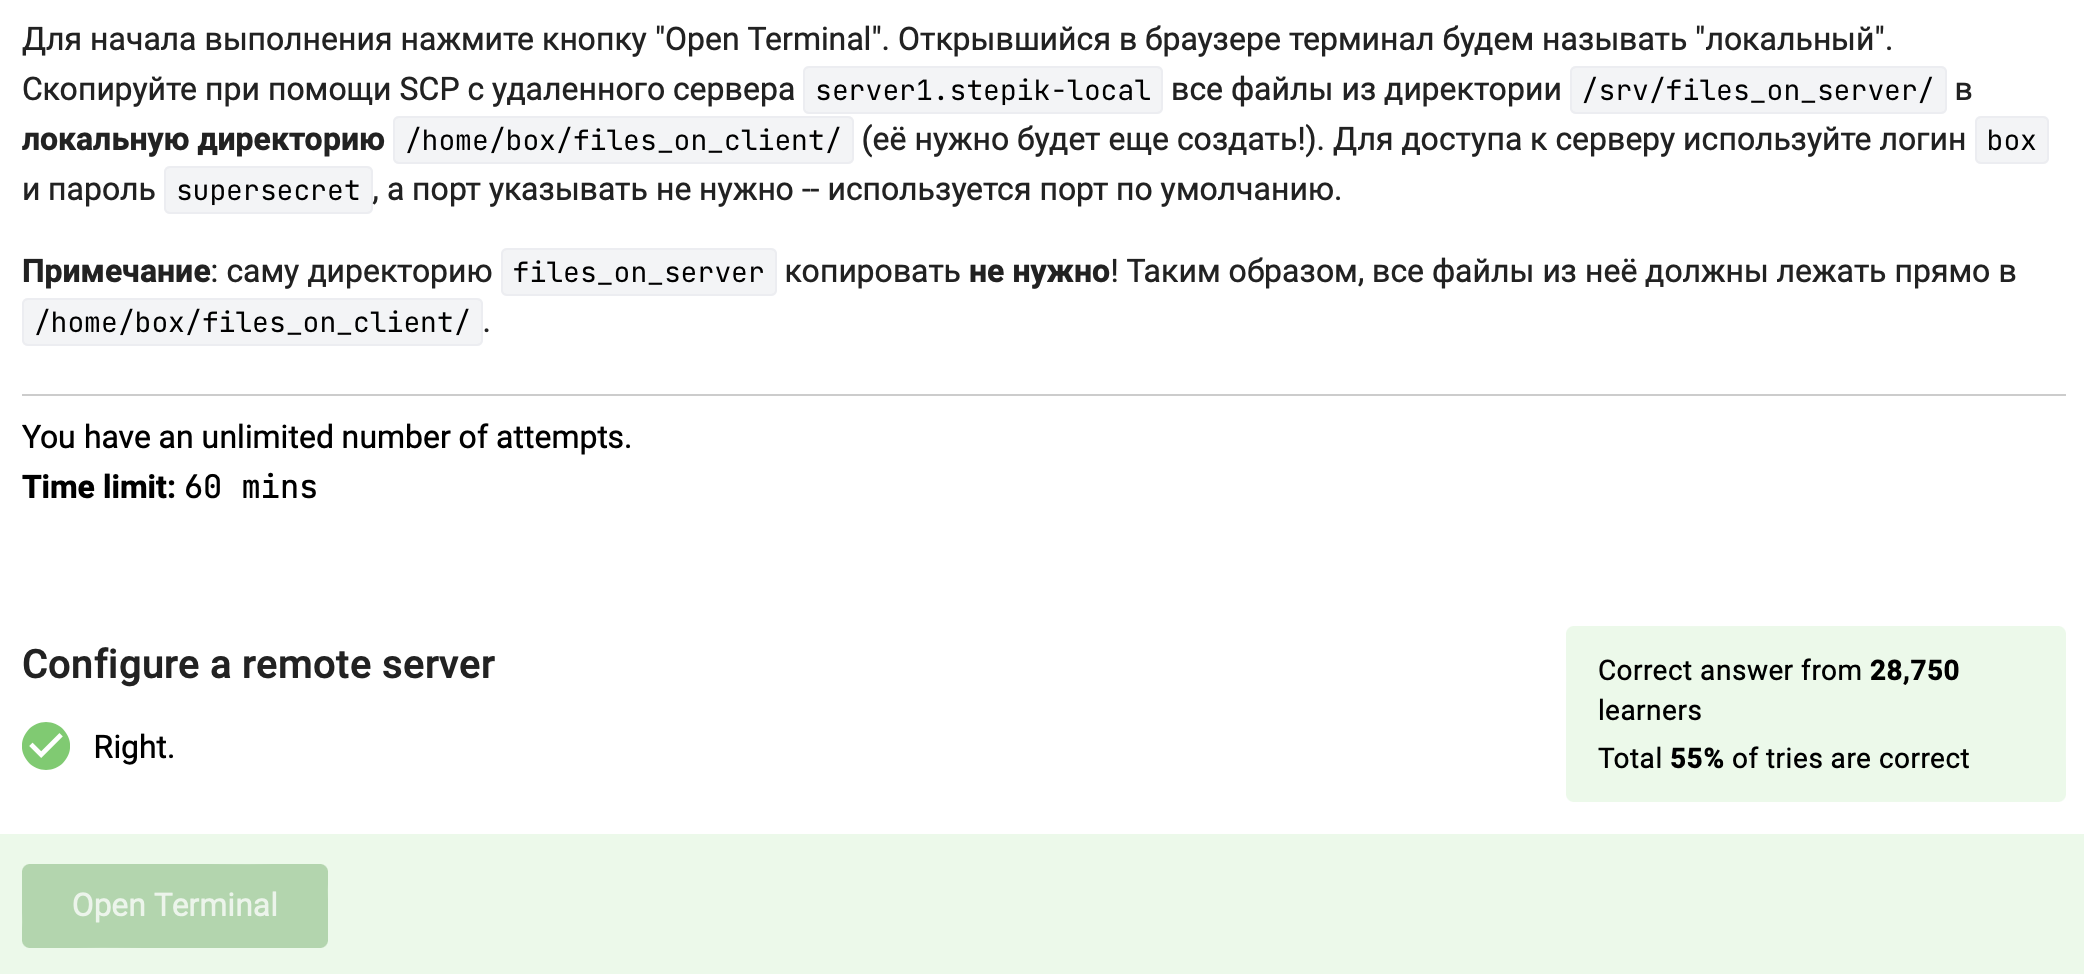 Для начала выполнения нажмите кнопку "Open Terminal". Открывшийся в браузере терминал будем называть "локальный".
Скопируйте при помощи SCP с удаленного сервера server1.stepik-local все файлы из директории /srv/files_on_server/ в
локальную директорию /home/box/files_on_client/ (её нужно будет еще создать!). Для доступа к серверу используйте логин box
и пароль supersecret, а порт указывать не нужно -- используется порт по умолчанию.
Примечание: саму директорию files_on_server копировать не нужно! Таким образом, все файлы из неё должны лежать прямо в
/home/box/files_on_client/.
You have an unlimited number of attempts.
Time limit: 60 mins
Configure a remote server
Right.
Correct answer from 28,750
learners
Total 55% of tries are correct
Open Terminal